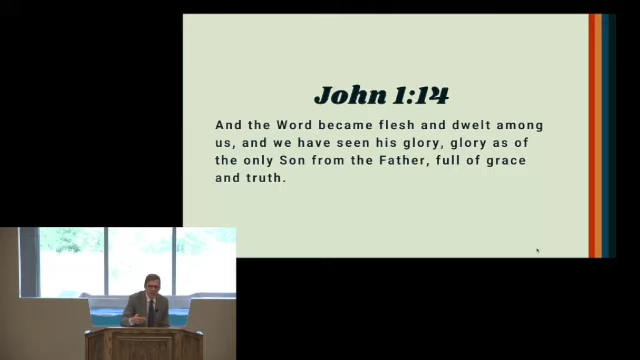 John 1:14
And the Word became flesh and dwelt among
us, and we have seen his glory, glory as of
the only Son from the Father, full of grace
and truth.